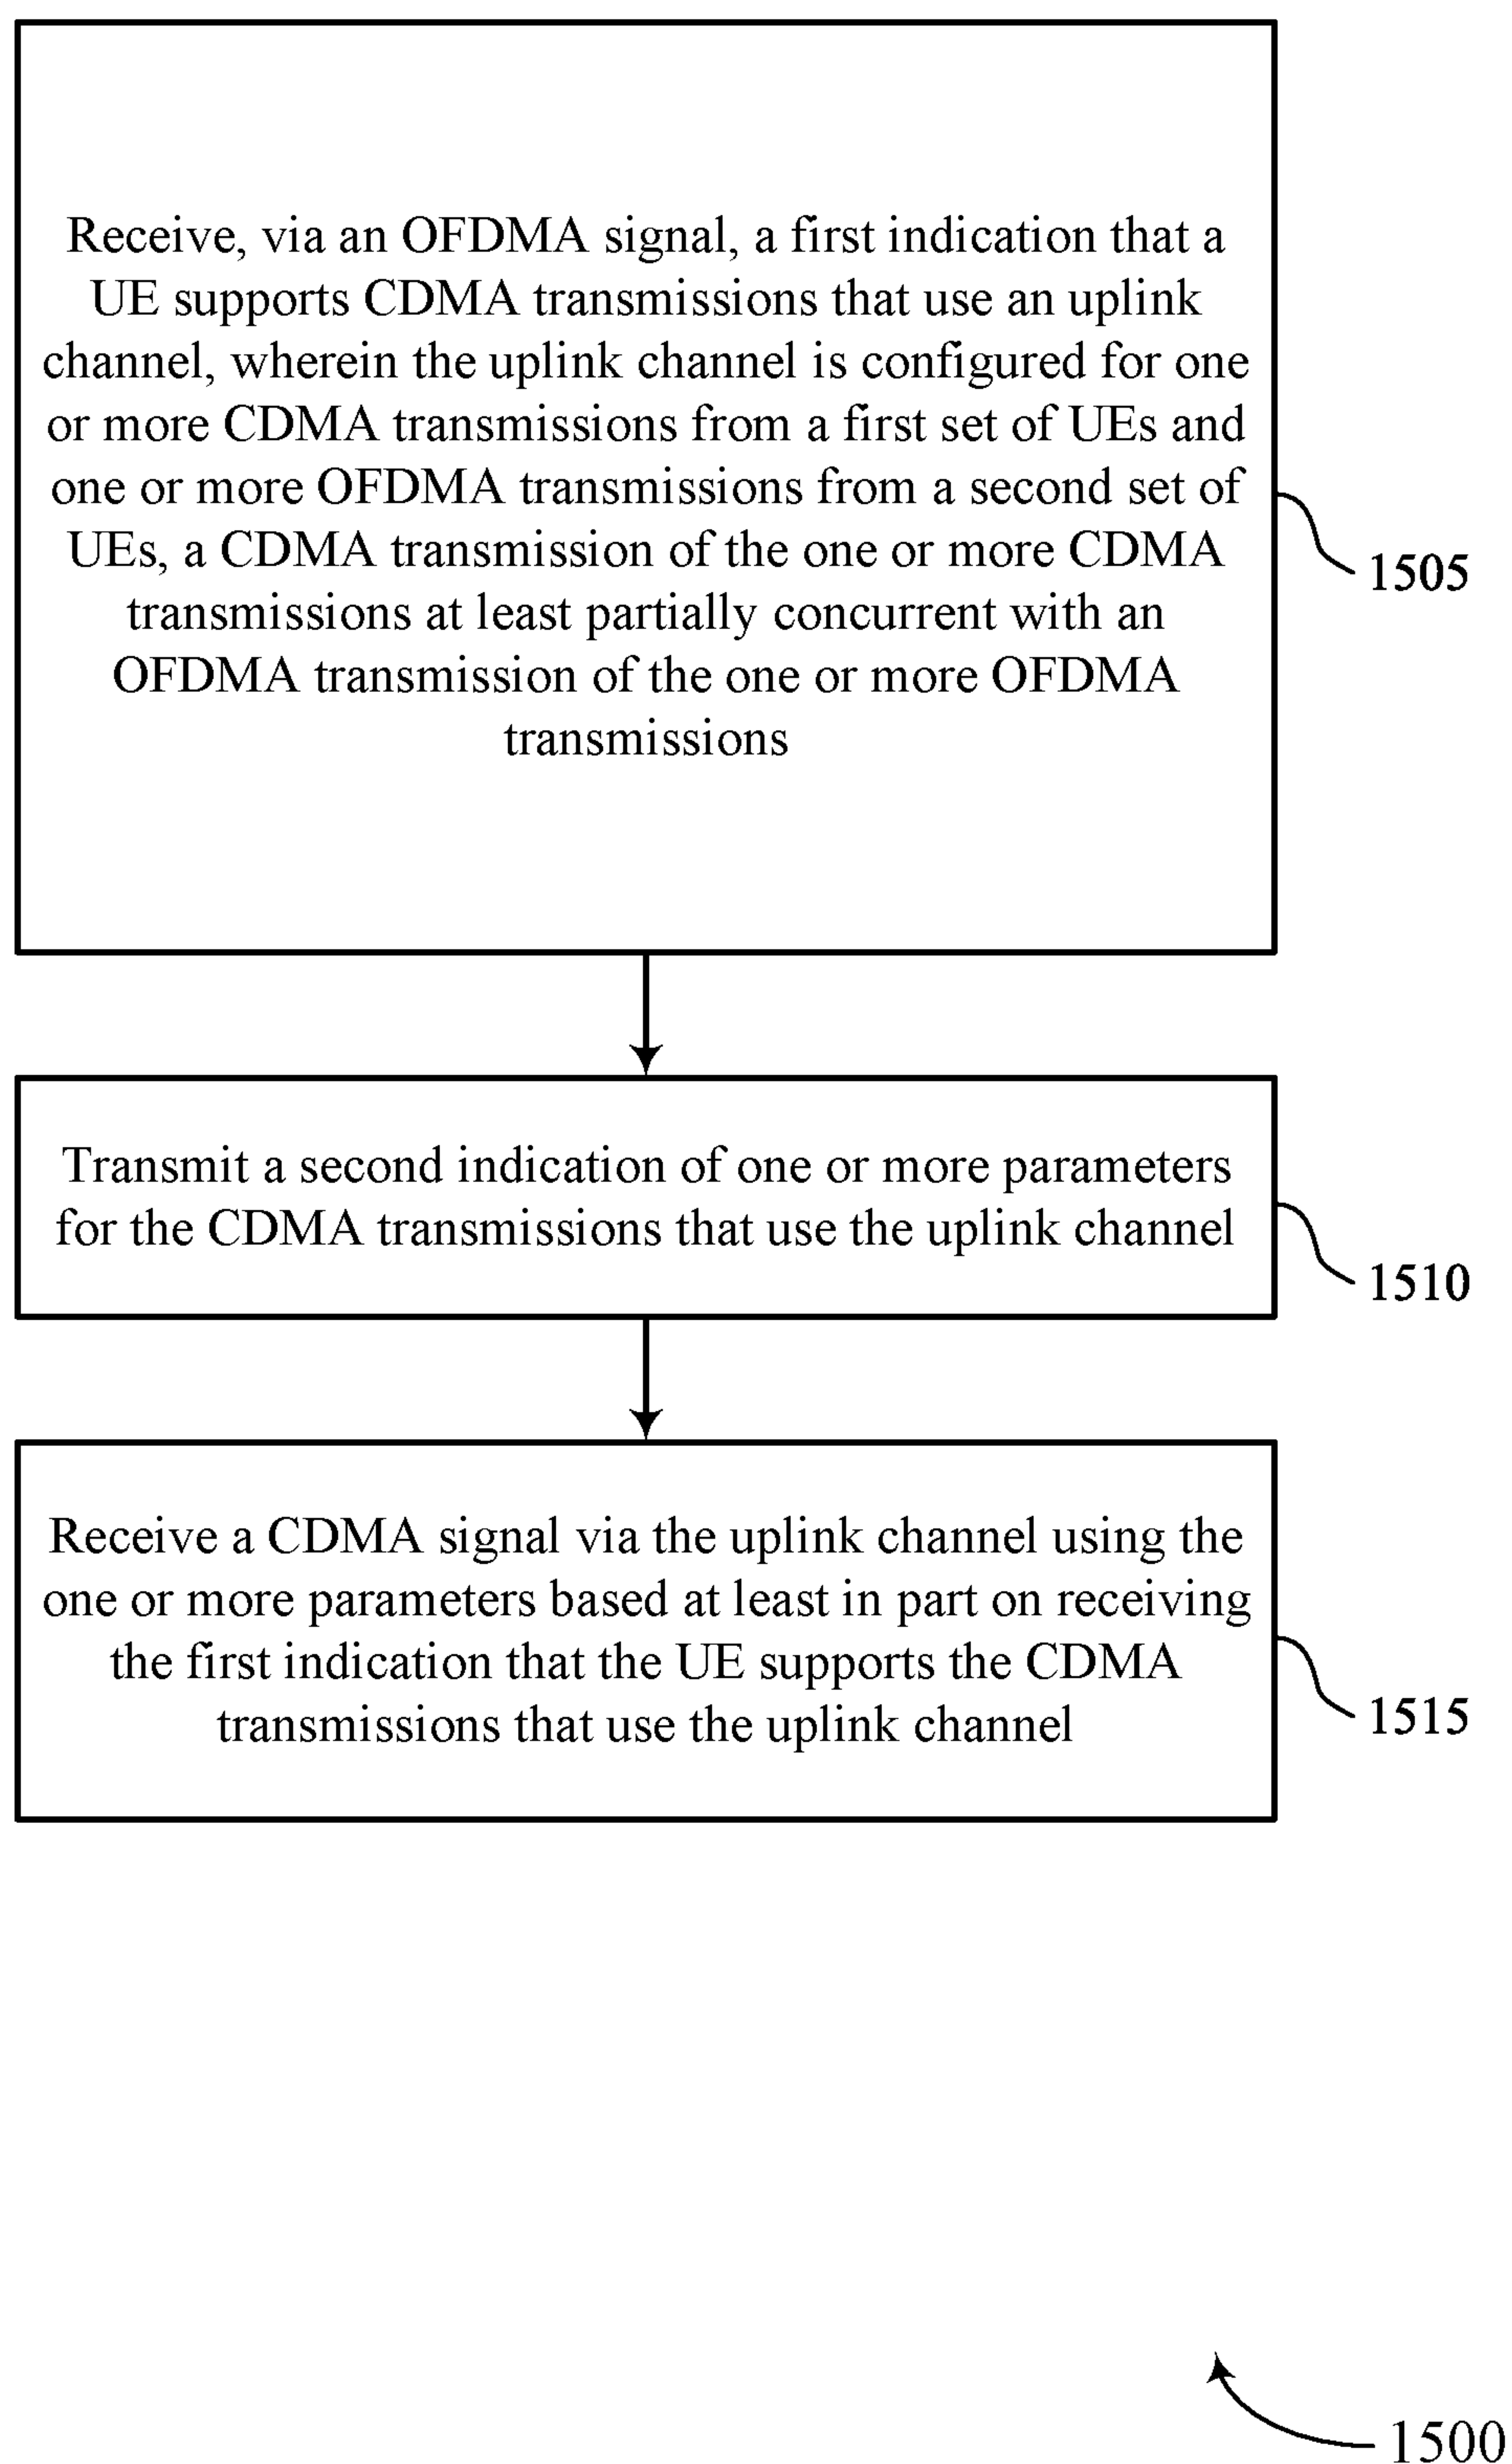 Receive, via an OFDMA signal, a first indication that a
UE supports CDMA transmissions that use an uplink
channel, wherein the uplink channel is configured for one
or more CDMA transmissions from a first set of UEs and
one or more OFDMA transmissions from a second set of
UEs, a CDMA transmission of the one or more CDMA
transmissions at least partially concurrent with an
OFDMA transmission of the one or more OFDMA
transmissions
1505
Transmit a second indication of one or more parameters
for the CDMA transmissions that use the uplink channel
1510
Receive a CDMA signal via the uplink channel using the
one or more parameters based at least in part on receiving
the first indication that the UE supports the CDMA
transmissions that use the uplink channel
1515
1500